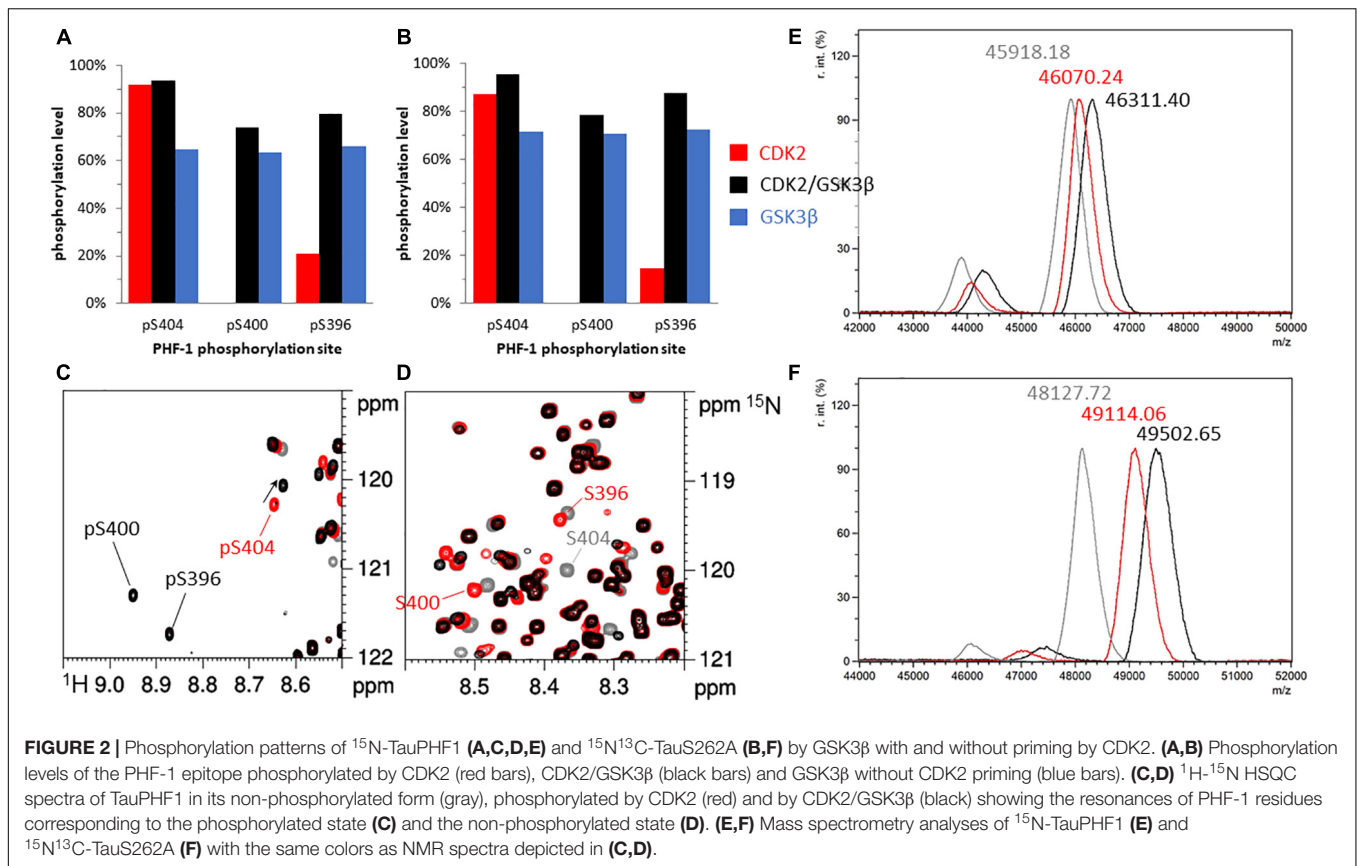 A
100%
80%
60%
40%
20%
0%
phosphorylation level
pS404 pS400 pS396
PHF-1 phosphorylation site
B
100%
80%
60%
40%
20%
0%
phosphorylation level
pS404 pS400 pS396
PHF-1 phosphorylation site
CDK2
CDK2/GSK3β
GSK3β
E
r. int. (%)
120
90
30
0
45918.18
46070.24
46311.40
42000 43000 44000 45000 46000 47000 48000 49000 50000
m/z
C
ppm
120
121
122
pS400
pS396
pS404
¹H 9.0 8.9 8.8 8.7 8.6 ppm
D
ppm ¹⁵N
119
120
121
S396
S404
S400
8.5 8.4 8.3 ppm
F
r. int. (%)
120
90
60
30
0
48127.72
49114.06
49502.65
44000 45000 46000 47000 48000 49000 50000 51000 52000
m/z
FIGURE 2 | Phosphorylation patterns of ¹⁵N-TauPHF1 (A,C,D,E) and ¹⁵N¹³C-TauS262A (B,F) by GSK3β with and without priming by CDK2. (A,B) Phosphorylation
levels of the PHF-1 epitope phosphorylated by CDK2 (red bars), CDK2/GSK3β (black bars) and GSK3β without CDK2 priming (blue bars). (C,D) ¹H-¹⁵N HSQC
spectra of TauPHF1 in its non-phosphorylated form (gray), phosphorylated by CDK2 (red) and by CDK2/GSK3β (black) showing the resonances of PHF-1 residues
corresponding to the phosphorylated state (C) and the non-phosphorylated state (D). (E,F) Mass spectrometry analyses of ¹⁵N-TauPHF1 (E) and
¹⁵N¹³C-TauS262A (F) with the same colors as NMR spectra depicted in (C,D).